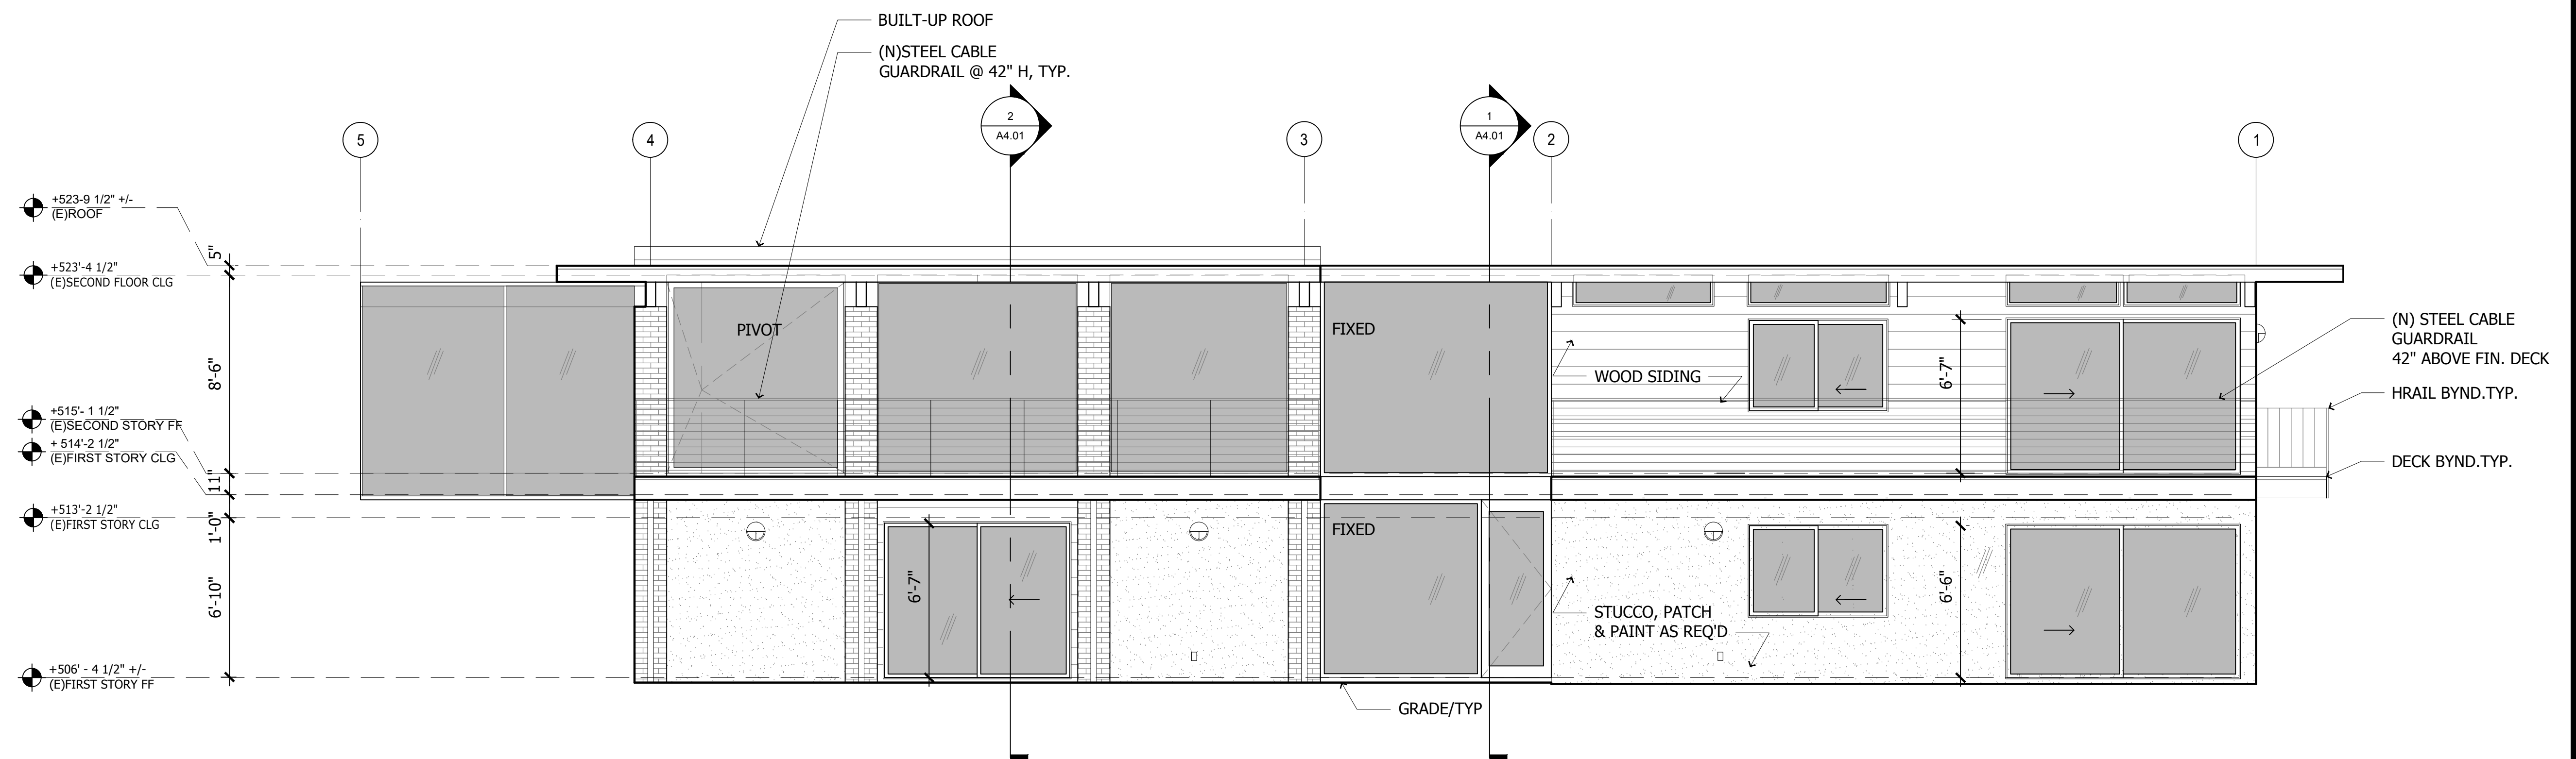 BUILT-UP ROOF
(N)STEEL CABLE
GUARDRAIL @ 42" H, TYP.
2
A4.01
1
A4.01
5
4
3
2
1
+523-9 1/2" +/-
(E)ROOF
5"
+523'-4 1/2"
(E)SECOND FLOOR CLG
8'-6"
+515'- 1 1/2"
(E)SECOND STORY FF
+ 514'-2 1/2"
(E)FIRST STORY CLG
11"
+513'-2 1/2"
(E)FIRST STORY CLG
1'-0"
6'-10"
+506' - 4 1/2" +/-
(E)FIRST STORY FF
PIVOT
FIXED
WOOD SIDING
6'-7"
(N) STEEL CABLE
GUARDRAIL
42" ABOVE FIN. DECK
HRAIL BYND.TYP.
DECK BYND.TYP.
6'-7"
FIXED
STUCCO, PATCH
& PAINT AS REQ'D
6'-6"
GRADE/TYP